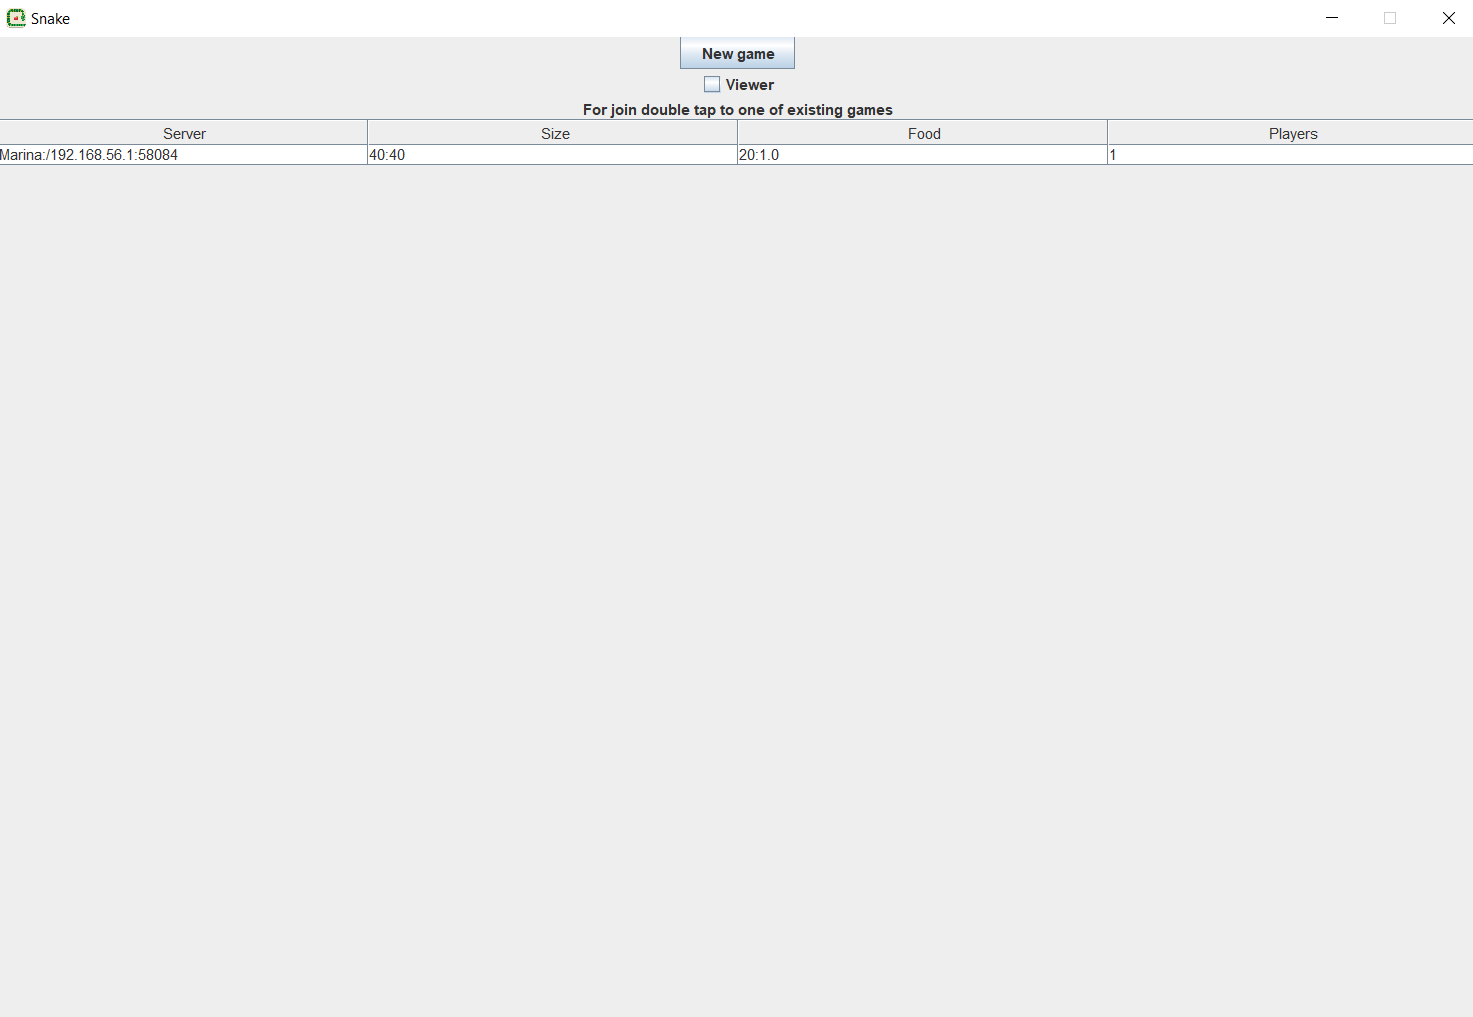 Snake
New game
Viewer
For join double tap to one of existing games
Server Size Food Players
Marina:/192.168.56.1:58084 40:40 20:1.0 1